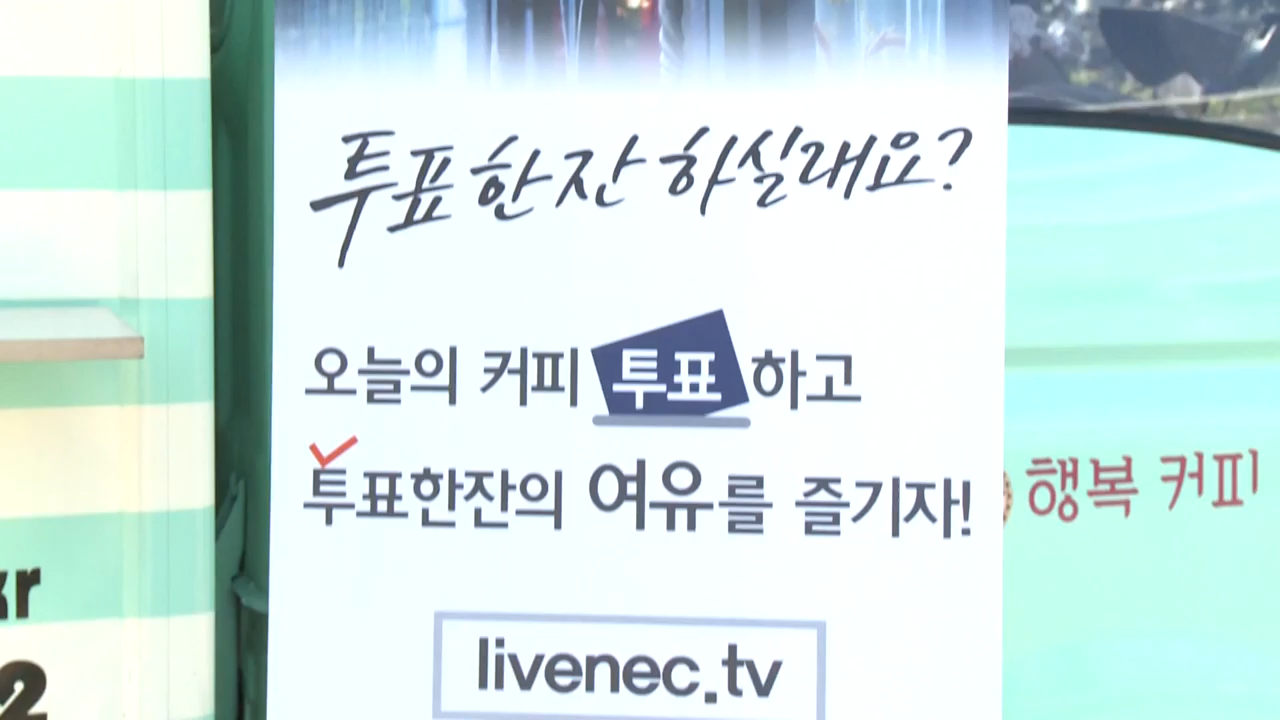 투표 한 잔 하실래요?
오늘의 커피 투표 하고
투표한잔의 여유를 즐기자!
livenec.tv
행복 커피
kr
2